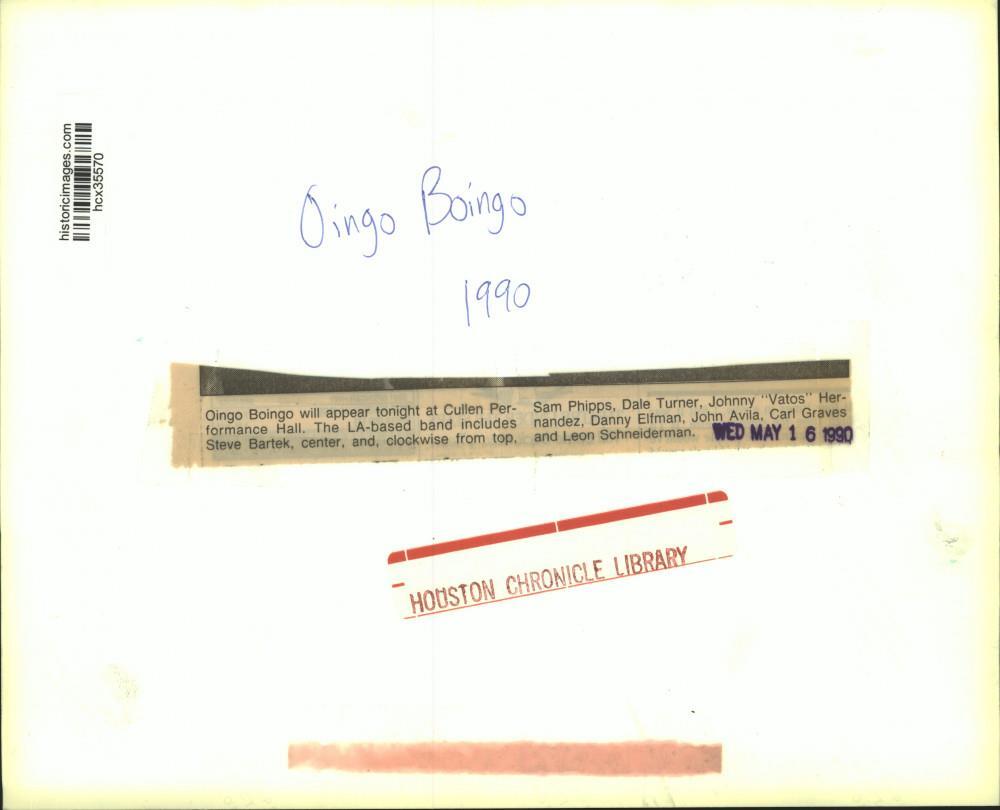 historicimages.com
hcx35570
Oingo Boingo
1990
Oingo Boingo will appear tonight at Cullen Per-
formance Hall. The LA-based band includes
Steve Bartek, center, and, clockwise from top,
Sam Phipps, Dale Turner, Johnny "Vatos" Her-
nandez, Danny Elfman, John Avila, Carl Graves
and Leon Schneiderman.
WED MAY 1 6 1990
HOUSTON CHRONICLE LIBRARY